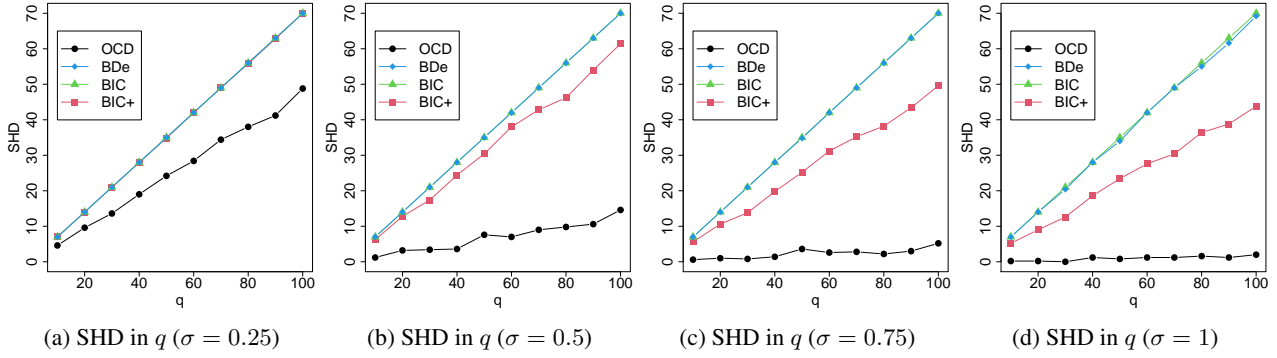 SHD
0 10 20 30 40 50 60 70
OCD
BDe
BIC
BIC+
20 40 60 80 100
q
(a) SHD in q (σ = 0.25)
SHD
0 10 20 30 40 50 60 70
OCD
BDe
BIC
BIC+
20 40 60 80 100
q
(b) SHD in q (σ = 0.5)
SHD
0 10 20 30 40 50 60 70
OCD
BDe
BIC
BIC+
20 40 60 80 100
q
(c) SHD in q (σ = 0.75)
SHD
0 10 20 30 40 50 60 70
OCD
BDe
BIC
BIC+
20 40 60 80 100
q
(d) SHD in q (σ = 1)